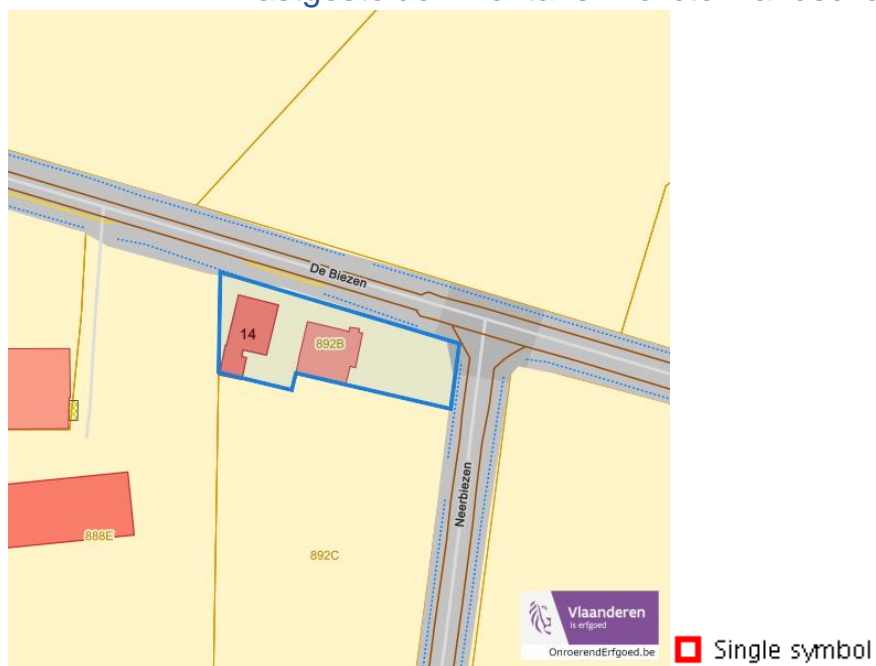 De Biezen
14
892B
Neerbiezen
888E
892C
Vlaanderen
is erfgoed
OnroerendErfgoed.be
Single symbol